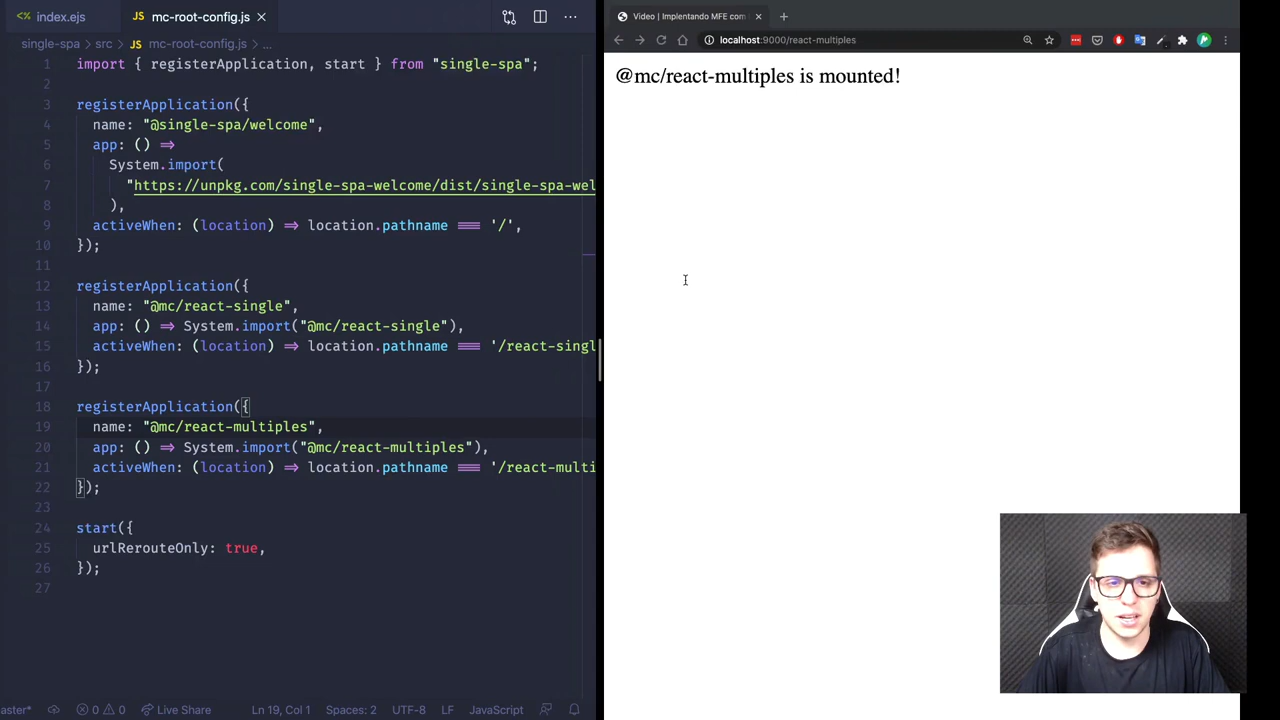 index.ejs
JS mc-root-config.js
single-spa > src > JS mc-root-config.js > ...
1 import { registerApplication, start } from "single-spa";
2
3 registerApplication({
4 name: "@single-spa/welcome",
5 app: () =>
6 System.import(
7 "https://unpkg.com/single-spa-welcome/dist/single-spa-wel
8 ),
9 activeWhen: (location) => location.pathname === '/',
10 });
11
12 registerApplication({
13 name: "@mc/react-single",
14 app: () => System.import("@mc/react-single"),
15 activeWhen: (location) => location.pathname === '/react-singl
16 });
17
18 registerApplication({
19 name: "@mc/react-multiples",
20 app: () => System.import("@mc/react-multiples"),
21 activeWhen: (location) => location.pathname === '/react-multi
22 });
23
24 start({
25 urlRerouteOnly: true,
26 });
27
aster* 0 0 Live Share Ln 19, Col 1 Spaces: 2 UTF-8 LF JavaScript
Video | Implentando MFE com
localhost:9000/react-multiples
@mc/react-multiples is mounted!